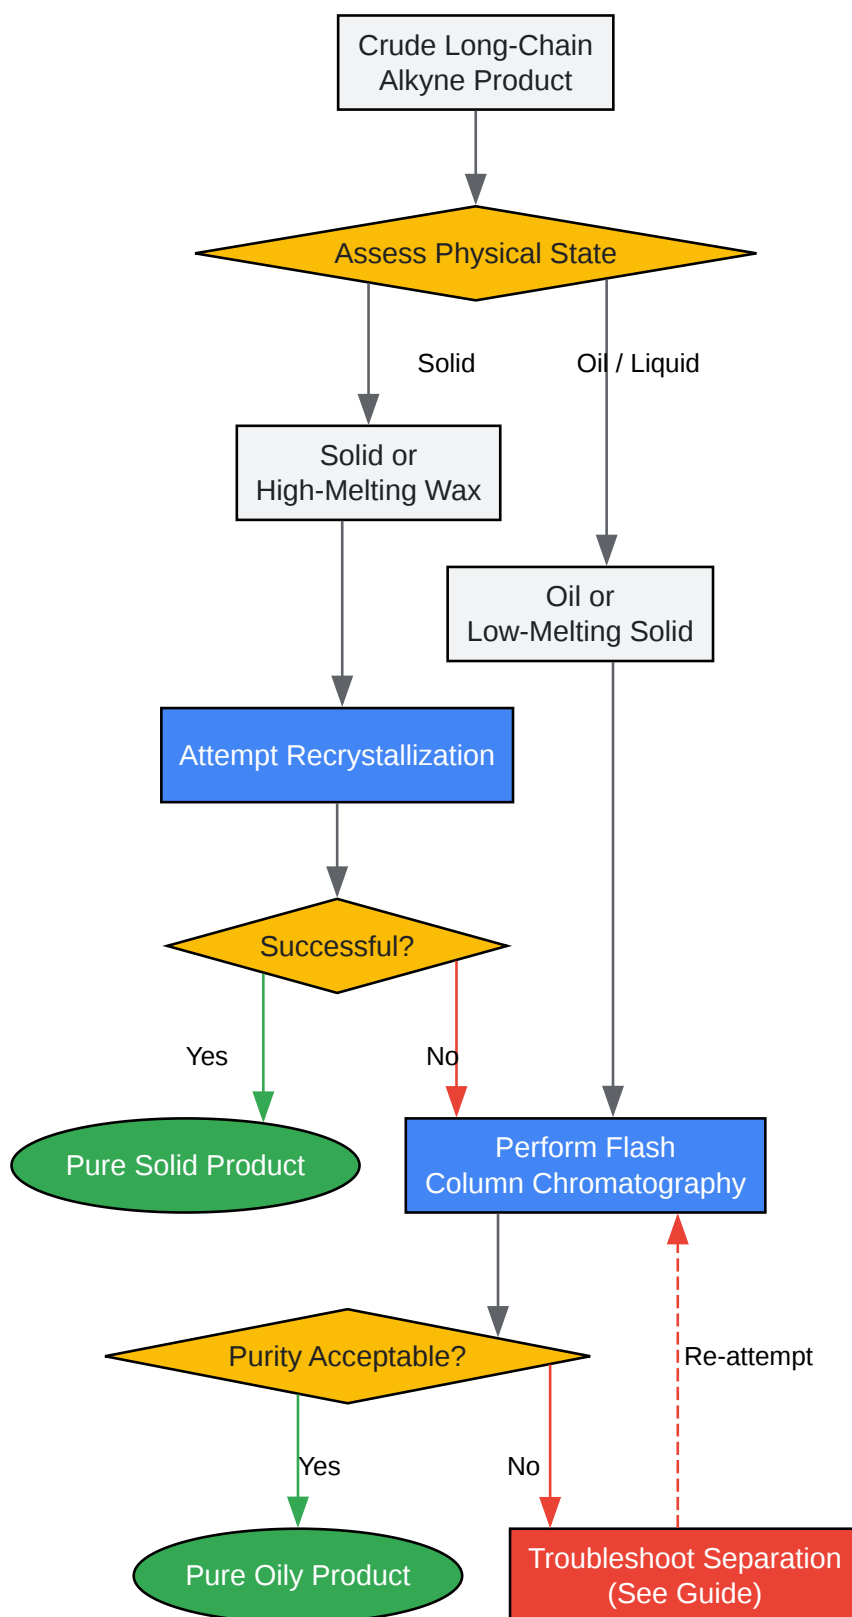 Crude Long-Chain
Alkyne Product
Assess Physical State
Solid
Oil / Liquid
Solid or
High-Melting Wax
Oil or
Low-Melting Solid
Attempt Recrystallization
Successful?
Yes
No
Pure Solid Product
Perform Flash
Column Chromatography
Purity Acceptable?
Re-attempt
Yes
No
Pure Oily Product
Troubleshoot Separation
(See Guide)